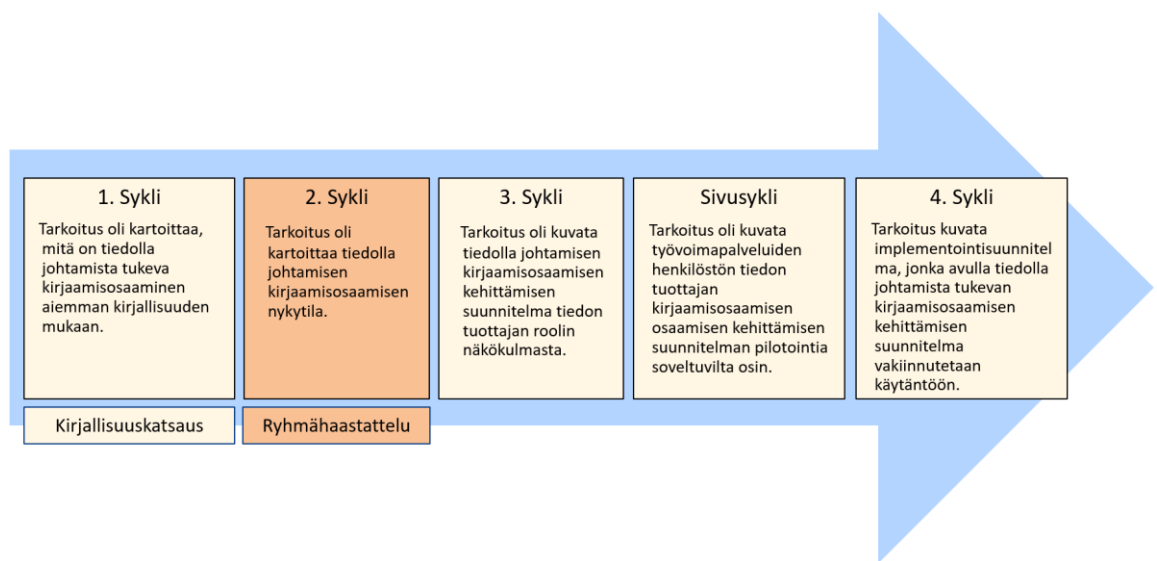 1. Sykli
Tarkoitus oli kartoittaa,
mitä on tiedolla
johtamista tukeva
kirjaamisosaaminen
aiemman kirjallisuuden
mukaan.
Kirjallisuuskatsaus
2. Sykli
Tarkoitus oli
kartoittaa tiedolla
johtamisen
kirjaamisosaamisen
nykytila.
Ryhmähaastattelu
3. Sykli
Tarkoitus oli kuvata
tiedolla johtamisen
kirjaamisosaamisen
kehittämisen
suunnitelma tiedon
tuottajan roolin
näkökulmasta.
Sivusykli
Tarkoitus oli kuvata
työvoimapalveluiden
henkilöstön tiedon
tuottajan
kirjaamisosaamisen
osaamisen kehittämisen
suunnitelman pilotointia
soveltuvilta osin.
4. Sykli
Tarkoitus kuvata
implementointisuunnitel
ma, jonka avulla tiedolla
johtamista tukevan
kirjaamisosaamisen
kehittämisen
suunnitelma
vakiinnutetaan
käytäntöön.